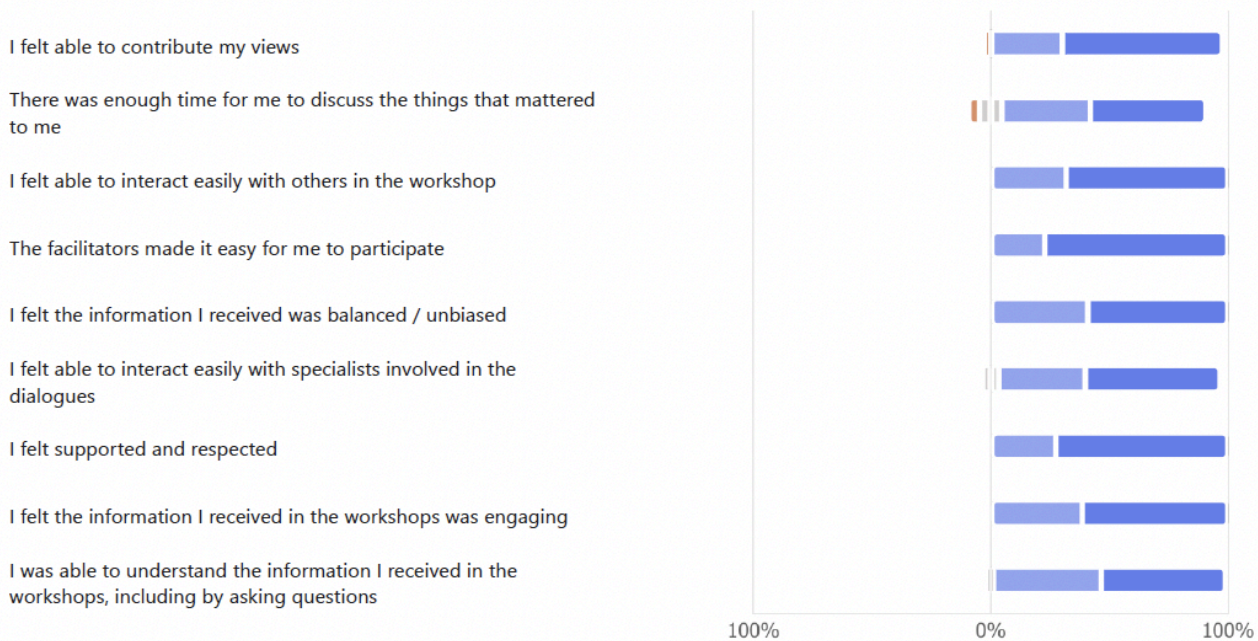 I felt able to contribute my views
There was enough time for me to discuss the things that mattered
to me
I felt able to interact easily with others in the workshop
The facilitators made it easy for me to participate
I felt the information I received was balanced / unbiased
I felt able to interact easily with specialists involved in the
dialogues
I felt supported and respected
I felt the information I received in the workshops was engaging
I was able to understand the information I received in the
workshops, including by asking questions
100% 0% 100%